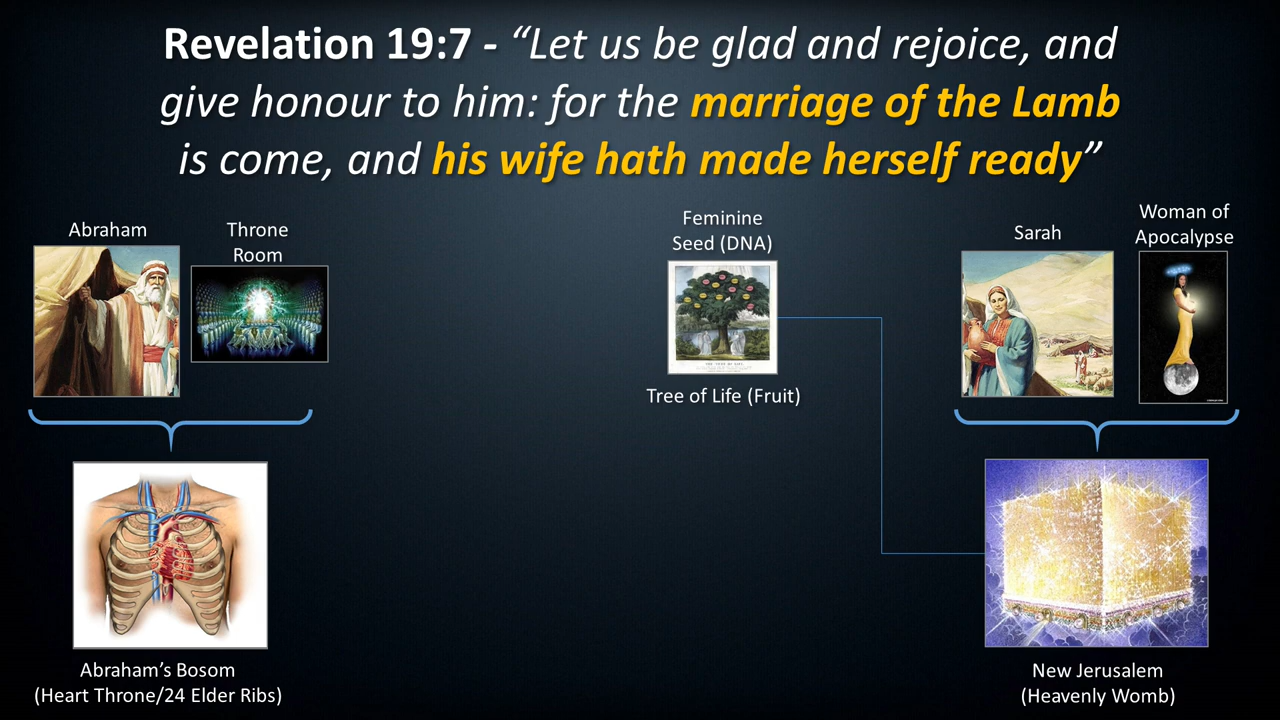 Revelation 19:7 - “Let us be glad and rejoice, and
give honour to him: for the marriage of the Lamb
is come, and his wife hath made herself ready”
Abraham
Throne
Room
Feminine
Seed (DNA)
Sarah
Woman of
Apocalypse
Tree of Life (Fruit)
Abraham’s Bosom
(Heart Throne/24 Elder Ribs)
New Jerusalem
(Heavenly Womb)